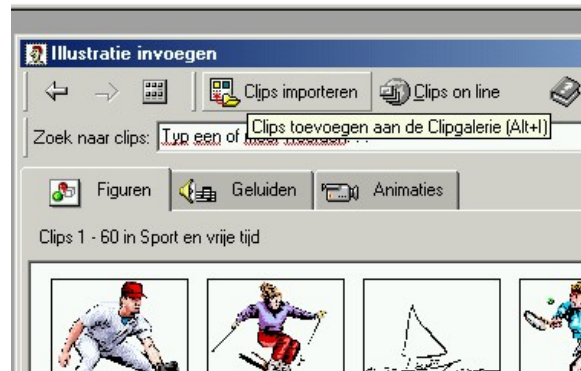 Illustratie invoegen
Clips importeren Clips on line
Zoek naar clips: Typ een of
Clips toevoegen aan de Clipgalerie (Alt+I)
Figuren Geluiden Animaties
Clips 1 - 60 in Sport en vrije tijd